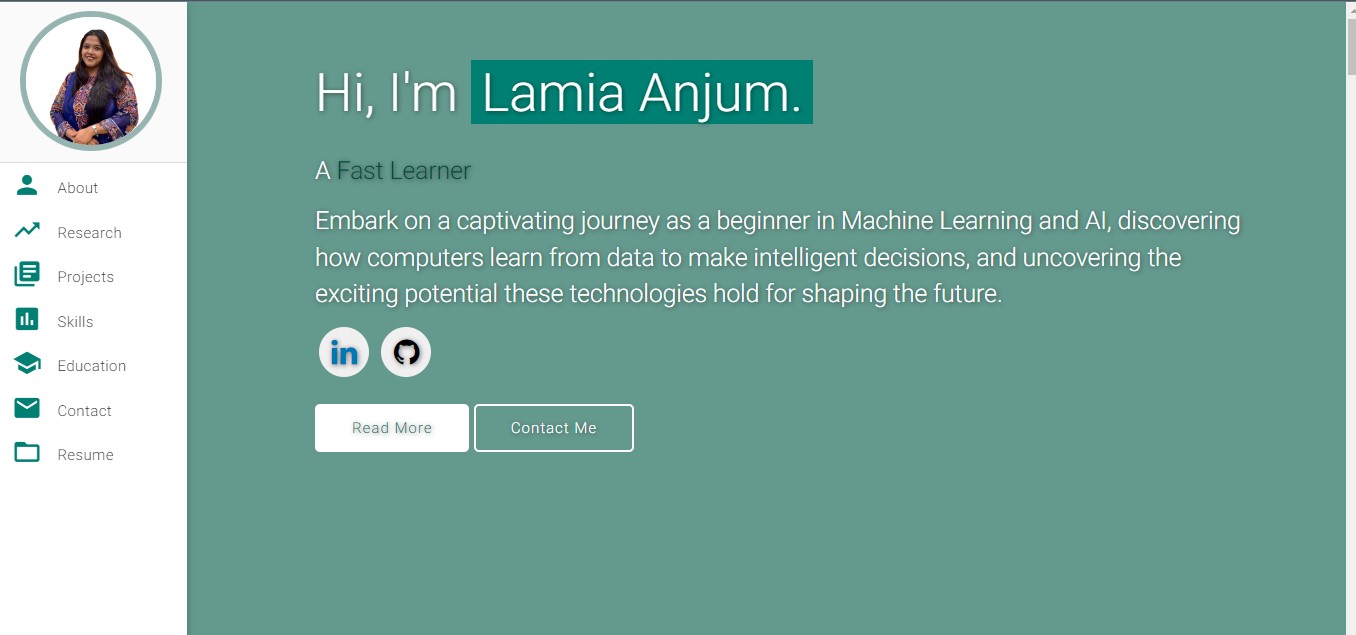 Hi, I'm Lamia Anjum.
A Fast Learner
Embark on a captivating journey as a beginner in Machine Learning and AI, discovering
how computers learn from data to make intelligent decisions, and uncovering the
exciting potential these technologies hold for shaping the future.
in
Read More
Contact Me
About
Research
Projects
Skills
Education
Contact
Resume